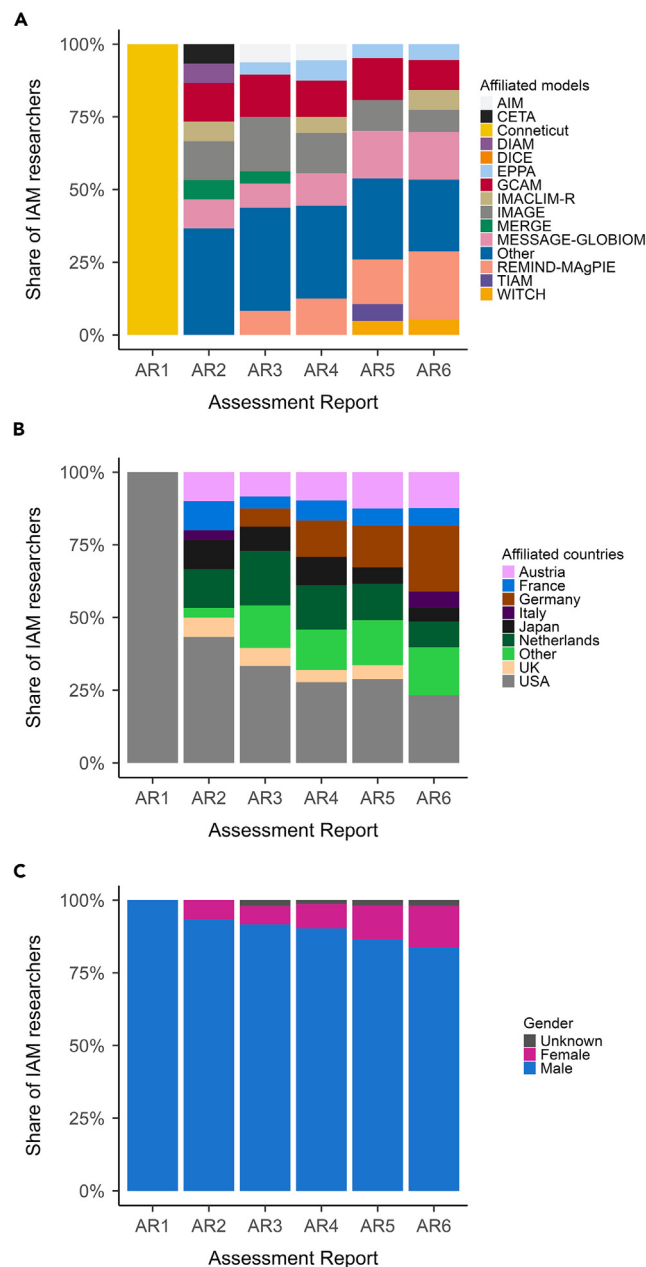 A
100%
75%
50%
25%
0%
Share of IAM researchers
AR1 AR2 AR3 AR4 AR5 AR6
Assessment Report
Affiliated models
AIM
CETA
Conneticut
DIAM
DICE
EPPA
GCAM
IMACLIM-R
IMAGE
MERGE
MESSAGE-GLOBIOM
Other
REMIND-MAgPIE
TIAM
WITCH
B
100%
75%
50%
25%
0%
Share of IAM researchers
AR1 AR2 AR3 AR4 AR5 AR6
Assessment Report
Affiliated countries
Austria
France
Germany
Italy
Japan
Netherlands
Other
UK
USA
C
100%
75%
50%
25%
0%
Share of IAM researchers
AR1 AR2 AR3 AR4 AR5 AR6
Assessment Report
Gender
Unknown
Female
Male